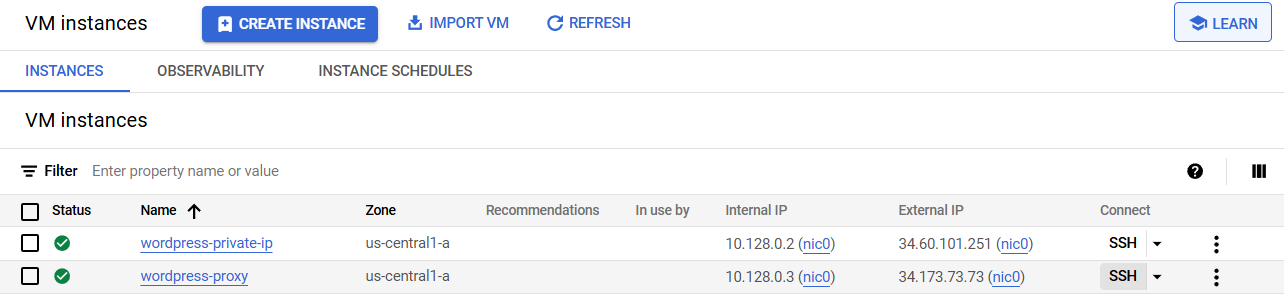 VM instances CREATE INSTANCE IMPORT VM REFRESH LEARN
INSTANCES OBSERVABILITY INSTANCE SCHEDULES
VM instances
Filter Enter property name or value
Status Name Zone Recommendations In use by Internal IP External IP Connect
wordpress-private-ip us-central1-a 10.128.0.2 (nic0) 34.60.101.251 (nic0) SSH
wordpress-proxy us-central1-a 10.128.0.3 (nic0) 34.173.73.73 (nic0) SSH